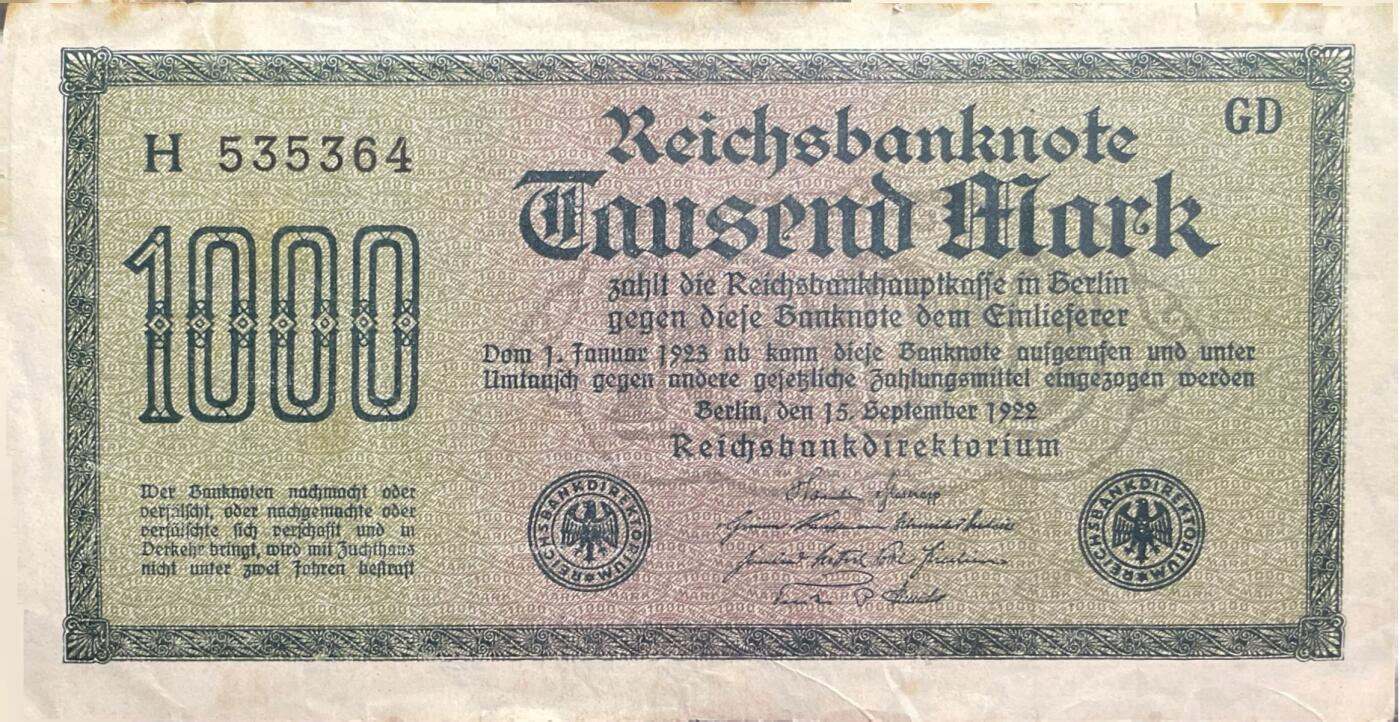 H 535364
GD
Reichsbanknote
Tausend Mark
1000
zahlt die Reichsbankhauptkasse in Berlin
gegen diese Banknote dem Einlieferer
Vom 1. Januar 1923 ab kann diese Banknote aufgerufen und unter
Umtausch gegen andere gesetzliche Zahlungsmittel eingezogen werden
Berlin, den 15. September 1922
Reichsbankdirektorium
Wer Banknoten nachmacht oder
verfälscht, oder nachgemachte oder
verfälschte sich verschafft und in
Verkehr bringt, wird mit Zuchthaus
nicht unter zwei Jahren bestraft
REICHSBANKDIREKTORIUM
REICHSBANKDIREKTORIUM